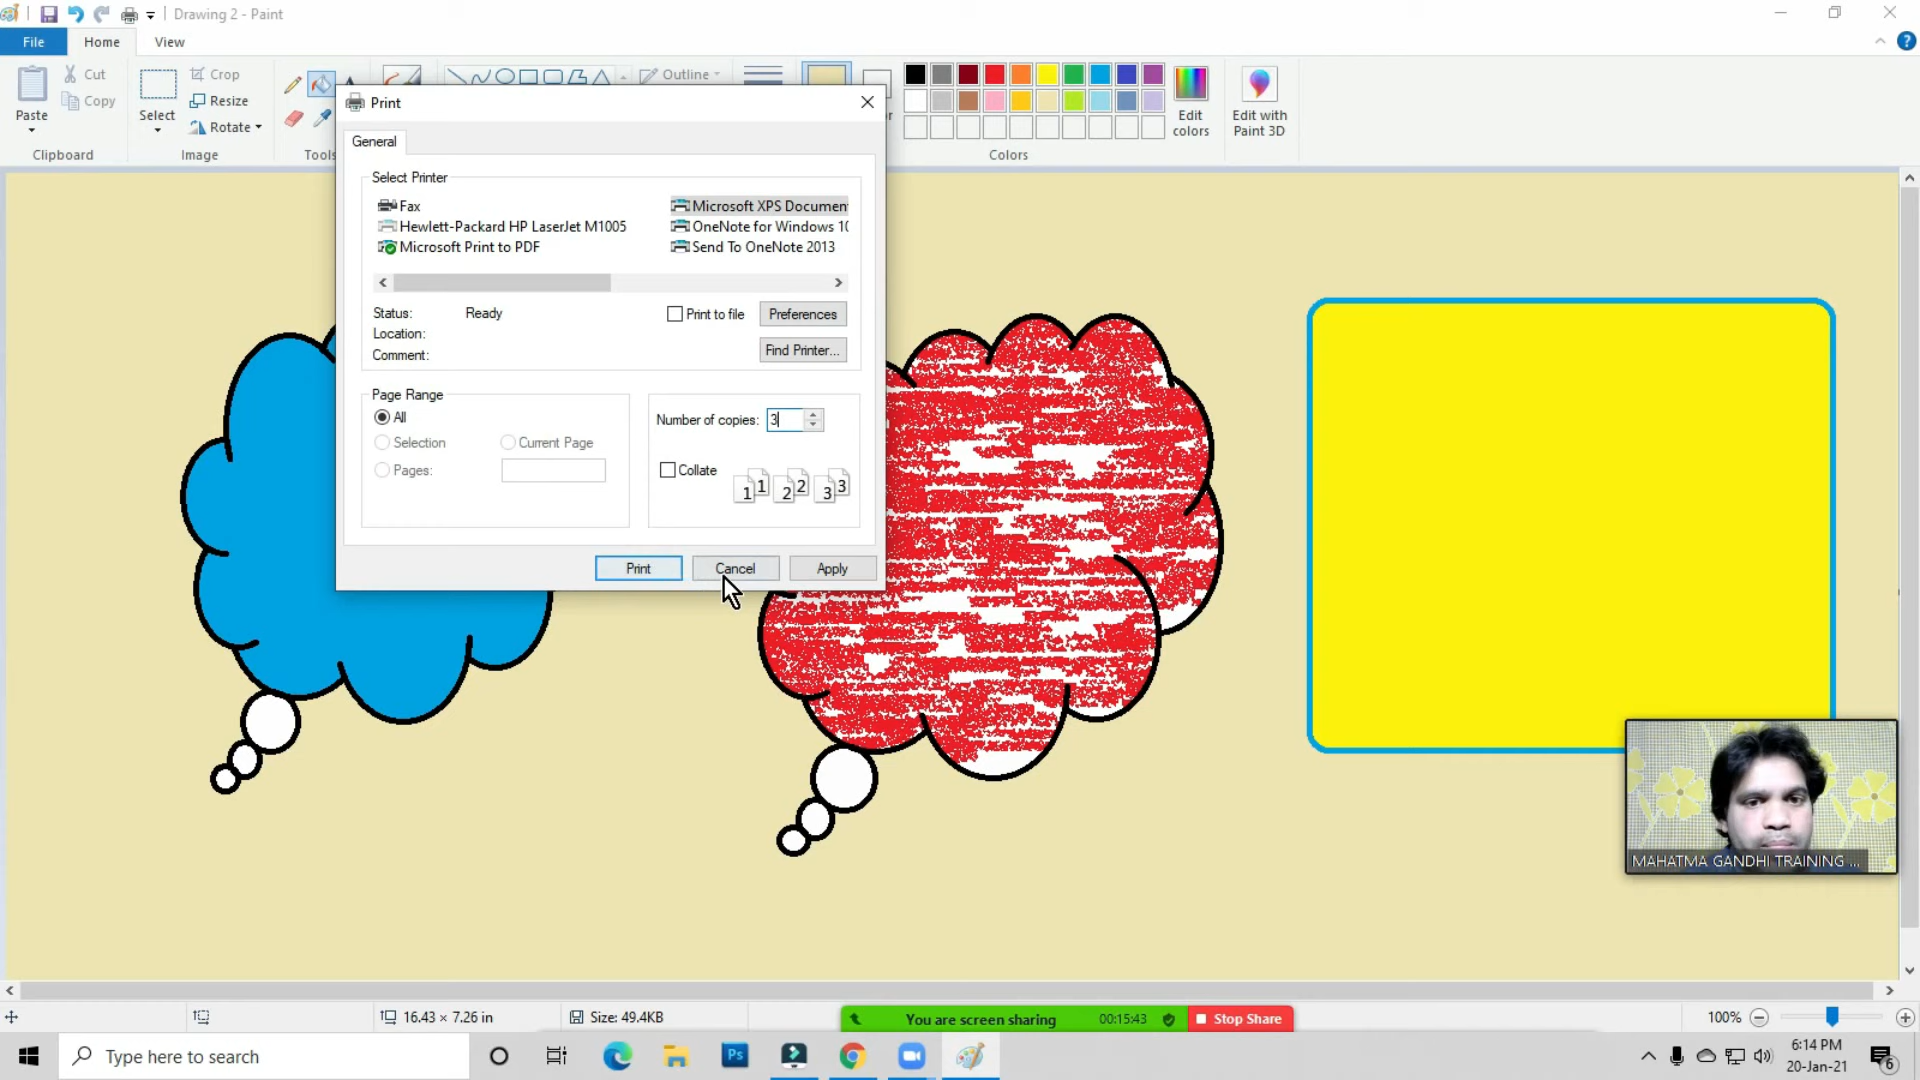 Drawing 2 - Paint
File
Home
View
Cut
Copy
Paste
Clipboard
Select
Crop
Resize
Rotate
Image
Tools
Outline
Colors
Edit colors
Edit with Paint 3D
Print
General
Select Printer
Fax
Hewlett-Packard HP LaserJet M1005
Microsoft Print to PDF
Microsoft XPS Document
OneNote for Windows 10
Send To OneNote 2013
Status: Ready
Location:
Comment:
Print to file
Preferences
Find Printer...
Page Range
All
Selection
Current Page
Pages:
Number of copies: 3
Collate
1 1 2 2 3 3
Print
Cancel
Apply
MAHATMA GANDHI TRAINING ...
16.43 × 7.26 in
Size: 49.4KB
You are screen sharing
00:15:43
Stop Share
100%
Type here to search
Ps
6:14 PM
20-Jan-21
6